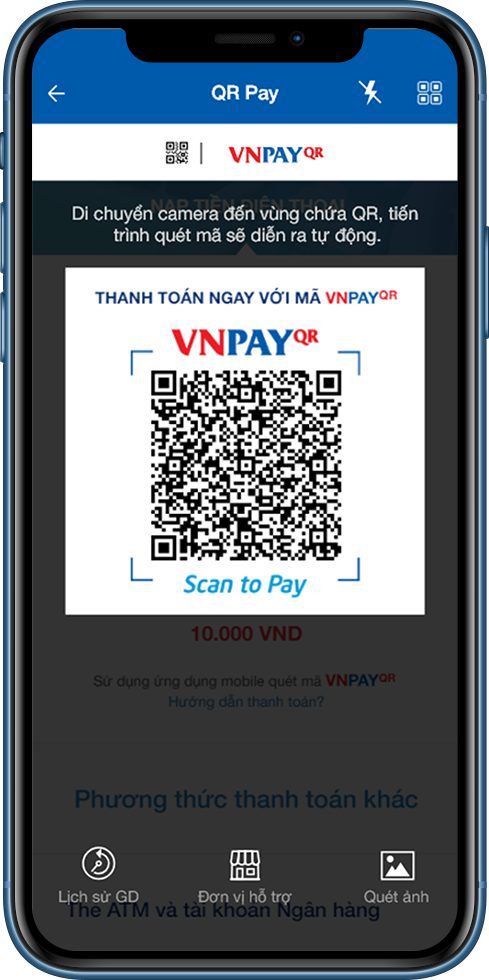 QR Pay
VNPAYQR
NẠP TIỀN ĐIỆN THOẠI
Di chuyển camera đến vùng chứa QR, tiến
trình quét mã sẽ diễn ra tự động.
THANH TOÁN NGAY VỚI MÃ VNPAYQR
VNPAYQR
Scan to Pay
10.000 VND
Sử dụng ứng dụng mobile quét mã VNPAYQR
Hướng dẫn thanh toán?
Phương thức thanh toán khác
Lịch sử GD
Đơn vị hỗ trợ
Quét ảnh
Thẻ ATM và tài khoản Ngân hàng